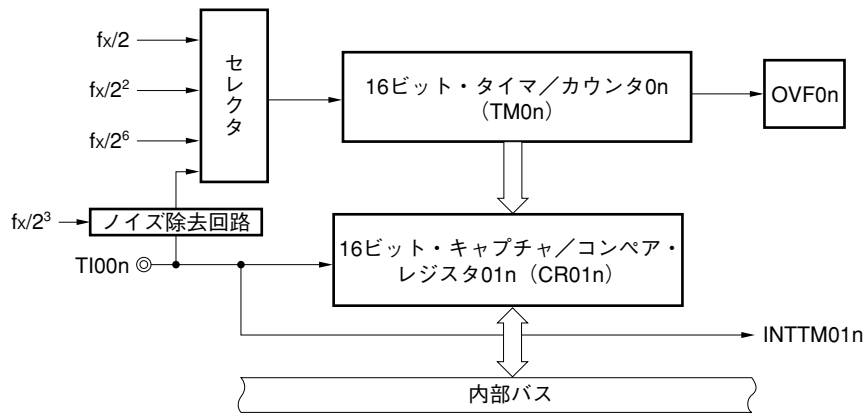 fx/2
fx/2²
fx/2⁶
セレクタ
16ビット・タイマ／カウンタ0n
（TM0n）
OVF0n
fx/2³
ノイズ除去回路
TI00n
16ビット・キャプチャ／コンペア・
レジスタ01n（CR01n）
INTTM01n
内部バス